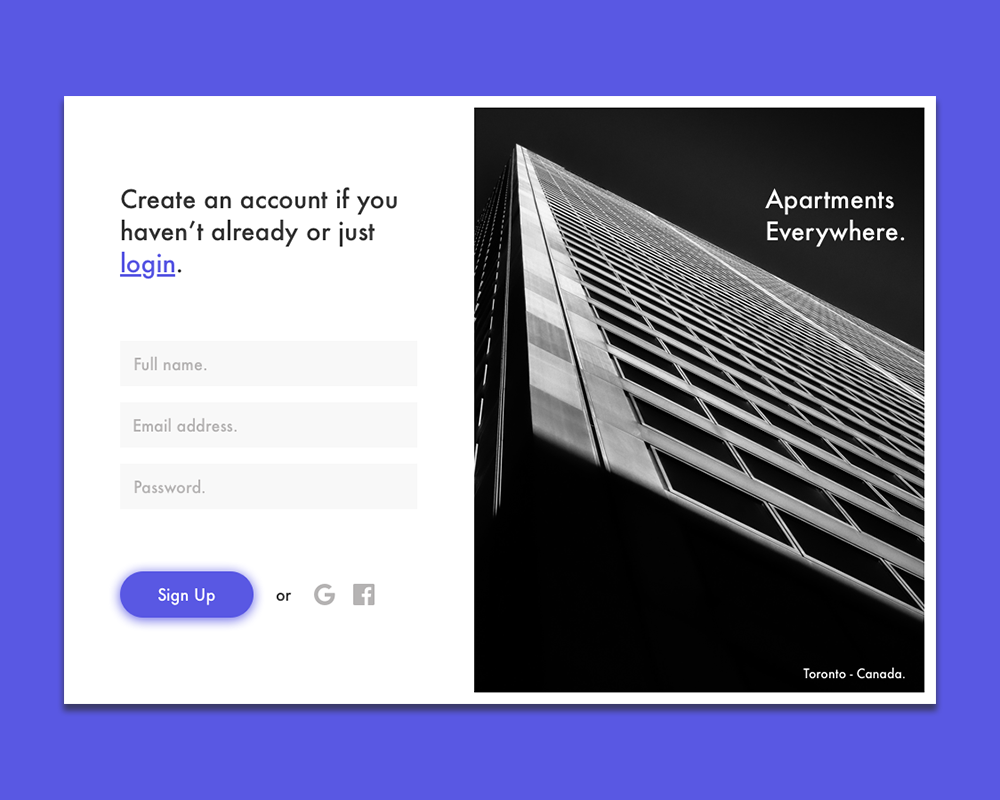 Create an account if you
haven’t already or just
login.
Full name.
Email address.
Password.
Sign Up
or
Apartments
Everywhere.
Toronto - Canada.